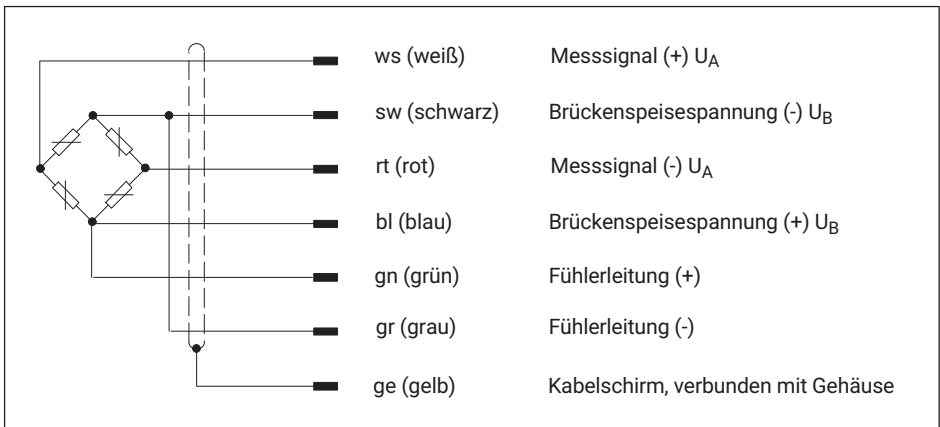 ws (weiß) Messsignal (+) U_A
sw (schwarz) Brückenspeisespannung (-) U_B
rt (rot) Messsignal (-) U_A
bl (blau) Brückenspeisespannung (+) U_B
gn (grün) Fühlerleitung (+)
gr (grau) Fühlerleitung (-)
ge (gelb) Kabelschirm, verbunden mit Gehäuse